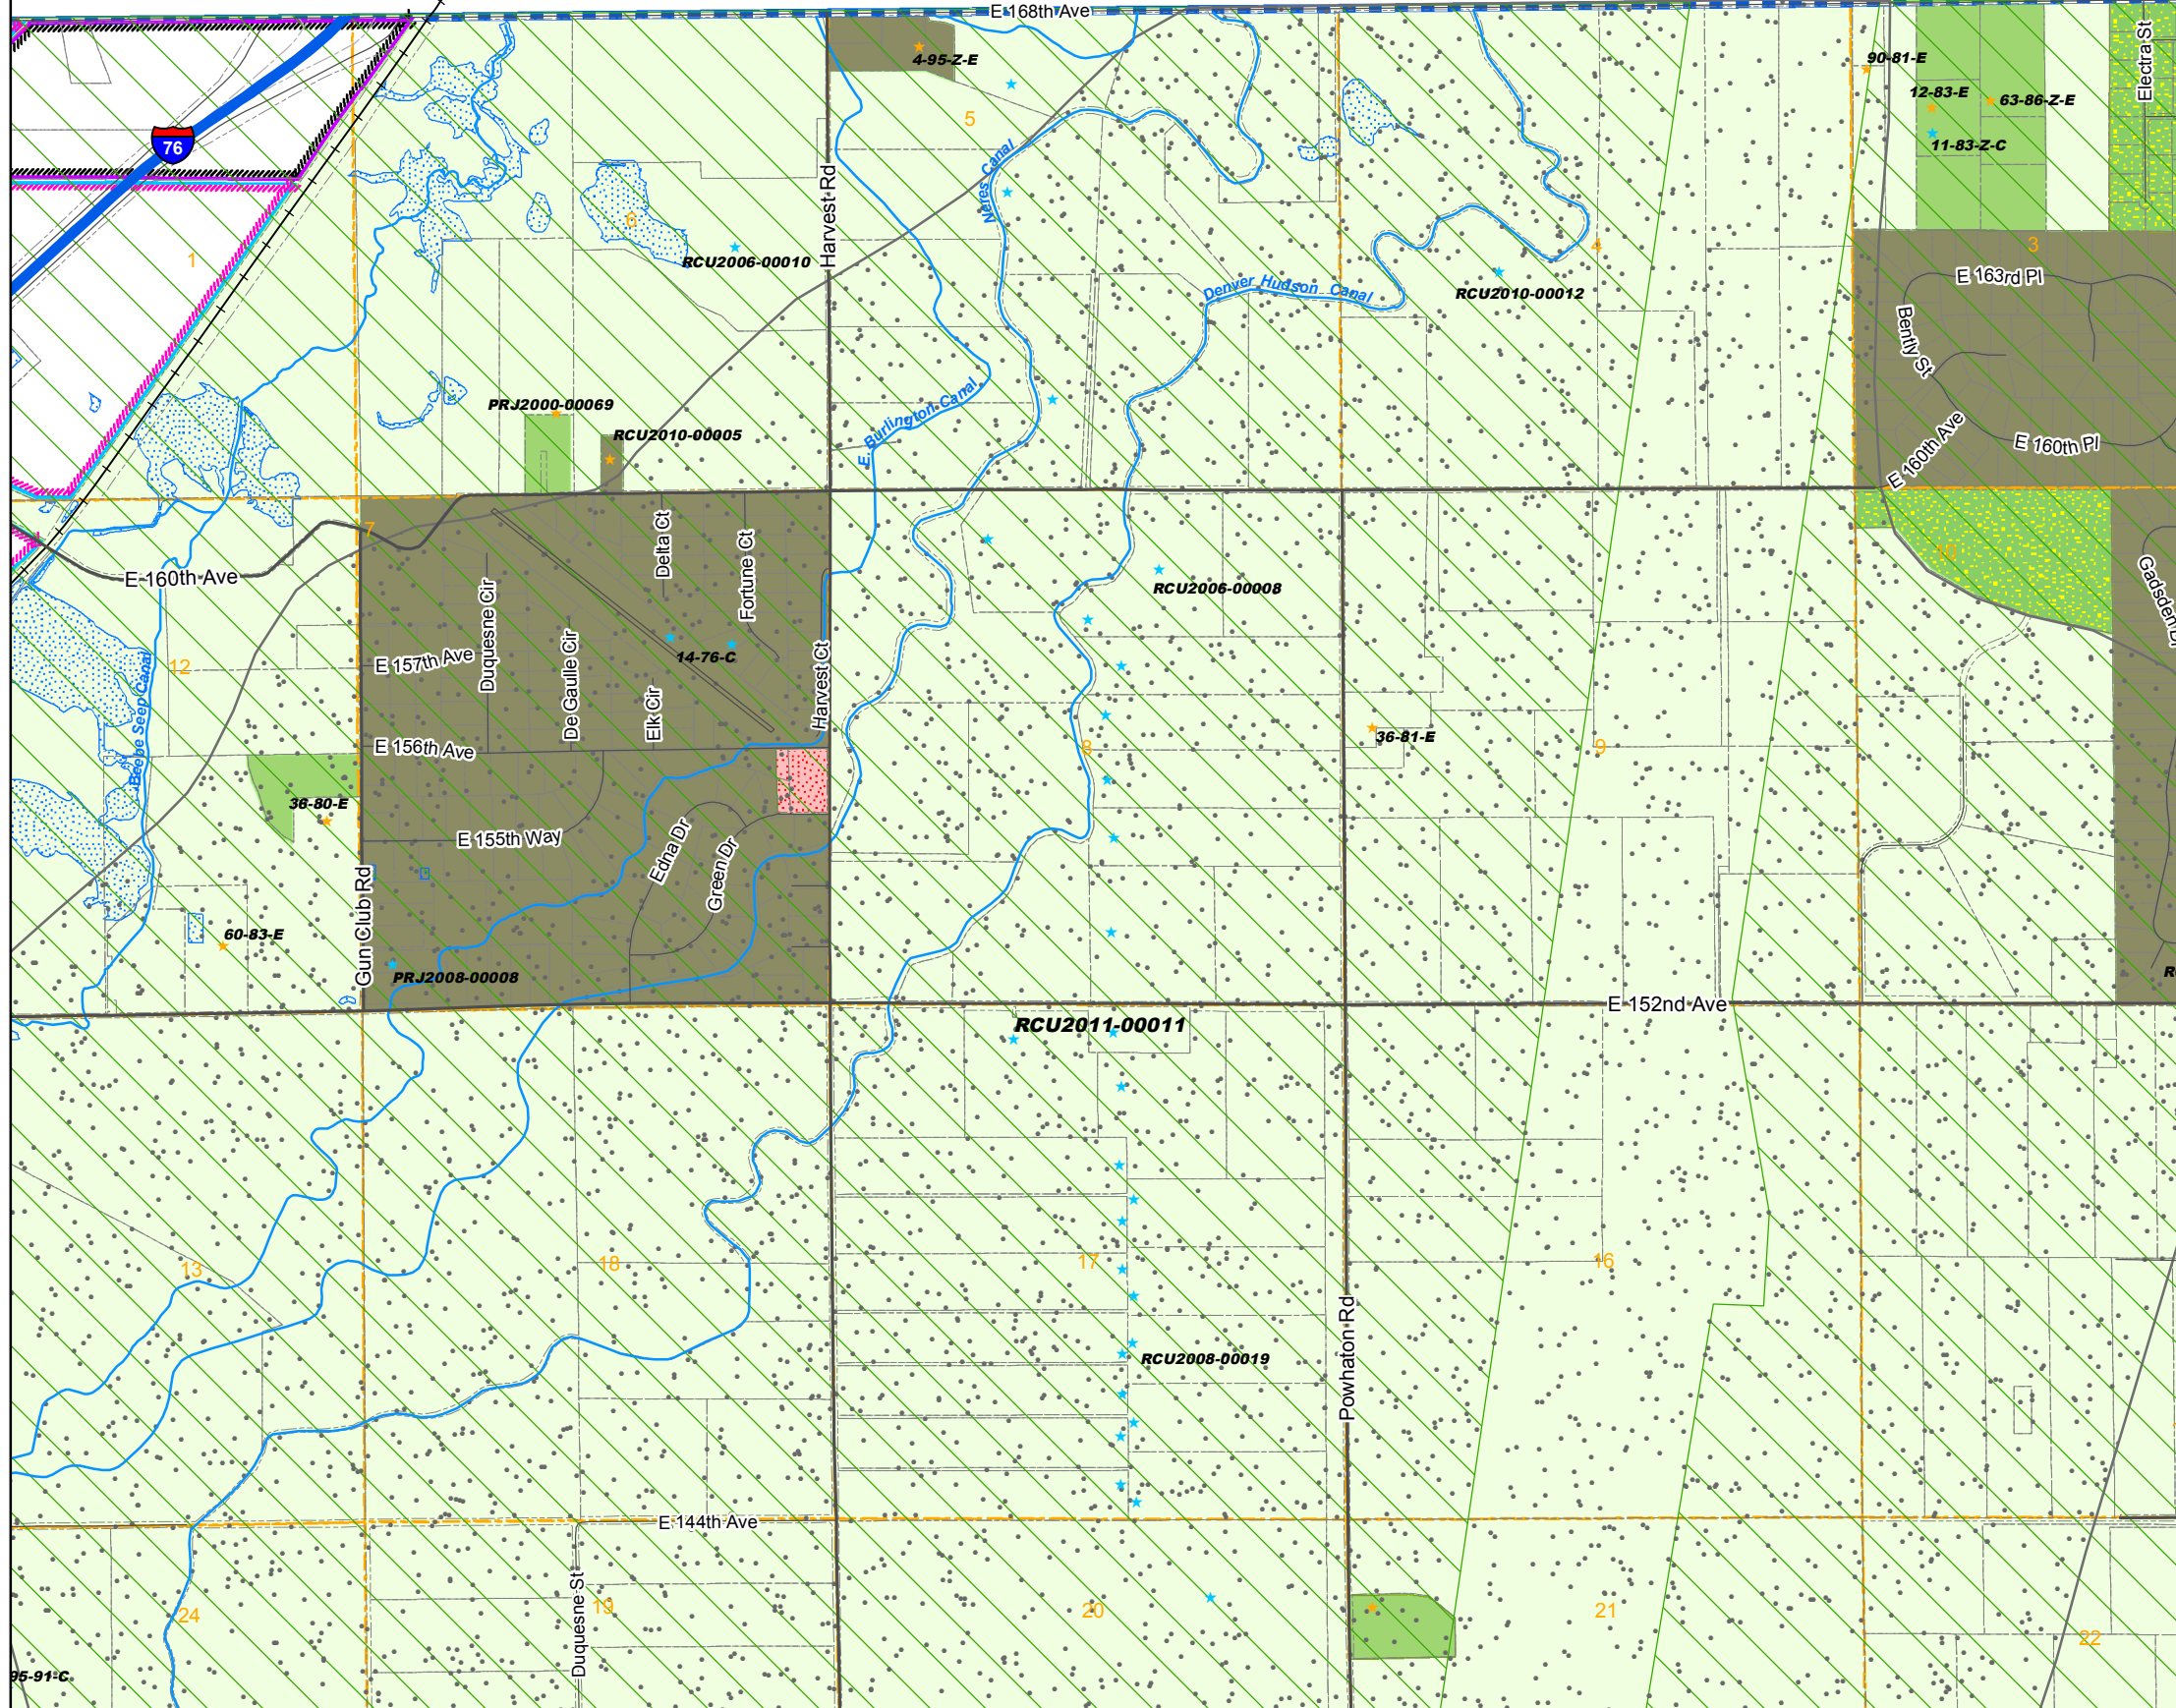 E 168th Ave
Electra St
4-95-Z-E
90-81-E
12-83-E
63-86-Z-E
5
76
11-83-Z-C
Neres Canal
Harvest Rd
6
4
3
1
RCU2006-00010
E 163rd Pl
Denver Hudson Canal
RCU2010-00012
Bently St
PRJ2000-00069
E. Burlington Canal
RCU2010-00005
E 160th Ave
E 160th Pl
7
10
Delta Ct
Fortune Ct
E 160th Ave
RCU2006-00008
Duquesne Cir
De Gaulle Cir
E 157th Ave
14-76-C
12
Harvest Ct
Elk Cir
Beebe Seep Canal
E 156th Ave
36-81-E
8
9
36-80-E
E 155th Way
Edna Dr
Green Dr
Gun Club Rd
60-83-E
PRJ2008-00008
E 152nd Ave
RCU2011-00011
13
18
17
16
Powhaton Rd
RCU2008-00019
E 144th Ave
Duquesne St
24
19
20
21
22
95-91-C